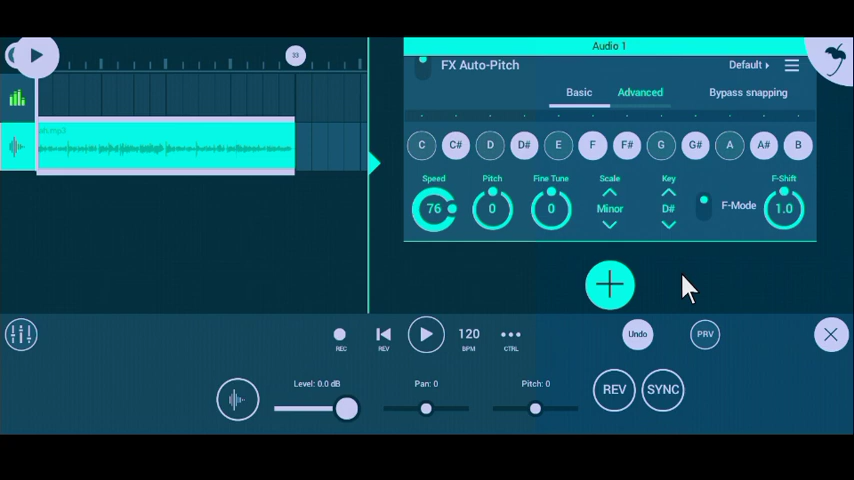 Audio 1
33
FX Auto-Pitch
Default
Basic
Advanced
Bypass snapping
C C# D D# E F F# G G# A A# B
Speed Pitch Fine Tune Scale Key F-Shift
76 0 0 Minor D# F-Mode 1.0
120
Undo
PRV
REC REV BPM CTRL
Level: 0.0 dB Pan: 0 Pitch: 0
REV SYNC